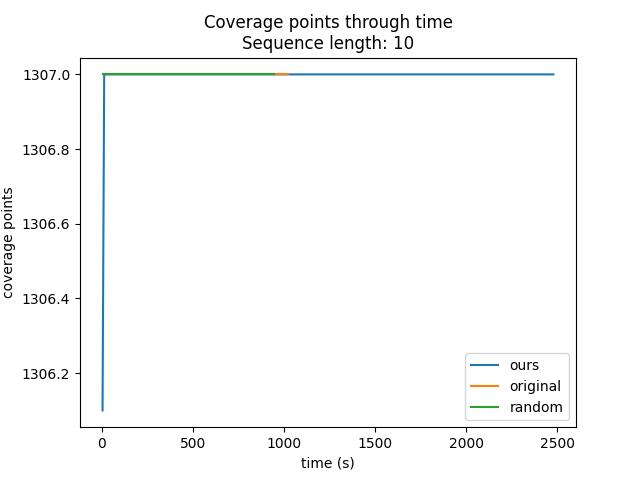 Coverage points through time
Sequence length: 10
coverage points
1307.0
1306.8
1306.6
1306.4
1306.2
0
500
1000
1500
2000
2500
time (s)
ours
original
random